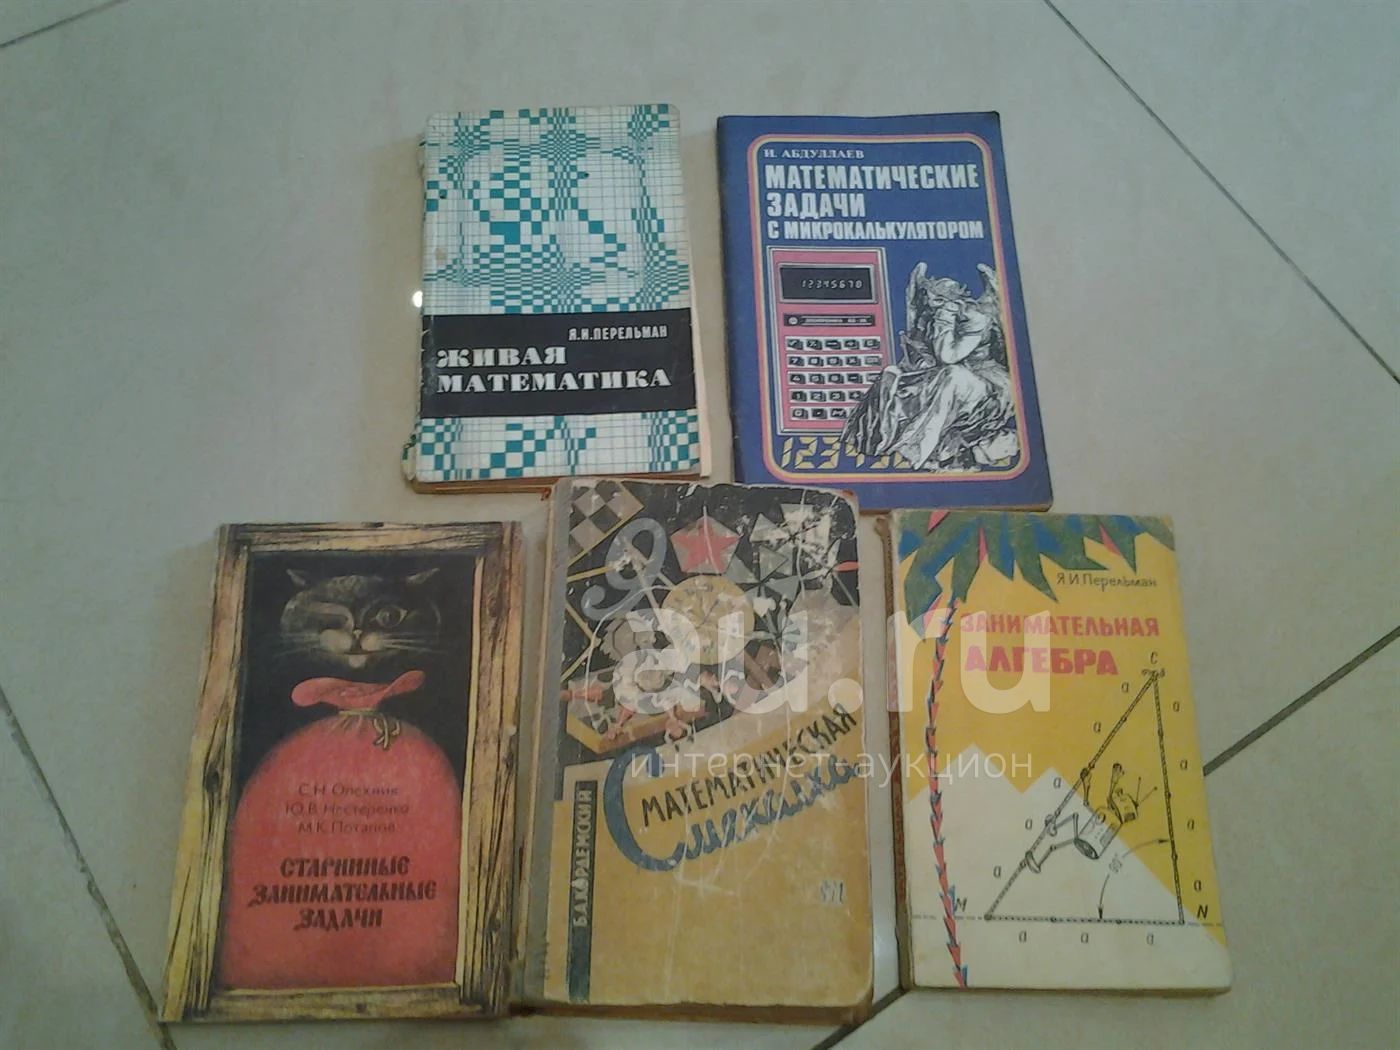 Я.И.ПЕРЕЛЬМАН
ЖИВАЯ
МАТЕМАТИКА
И. АБДУЛЛАЕВ
МАТЕМАТИЧЕСКИЕ
ЗАДАЧИ
С МИКРОКАЛЬКУЛЯТОРОМ
12345678
С.Н. Олехник
Ю.В. Нестеренко
М.К. Потапов
СТАРИННЫЕ
ЗАНИМАТЕЛЬНЫЕ
ЗАДАЧИ
Б.А.КОРДЕМСКИЙ
МАТЕМАТИЧЕСКАЯ
Смекалка
Я.И.Перельман
ЗАНИМАТЕЛЬНАЯ
АЛГЕБРА
C
a
a
a
a
a
a
90°
N
N
a
a
a
au.ru
интернет-аукцион